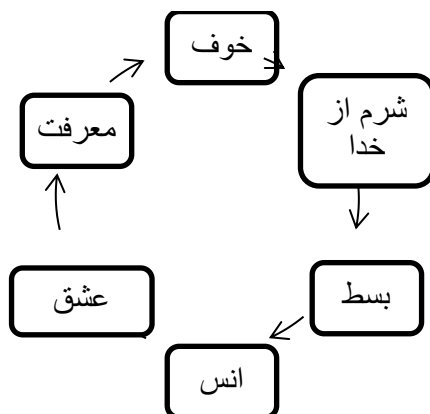 خوف
شرم از
خدا
بسط
انس
عشق
معرفت